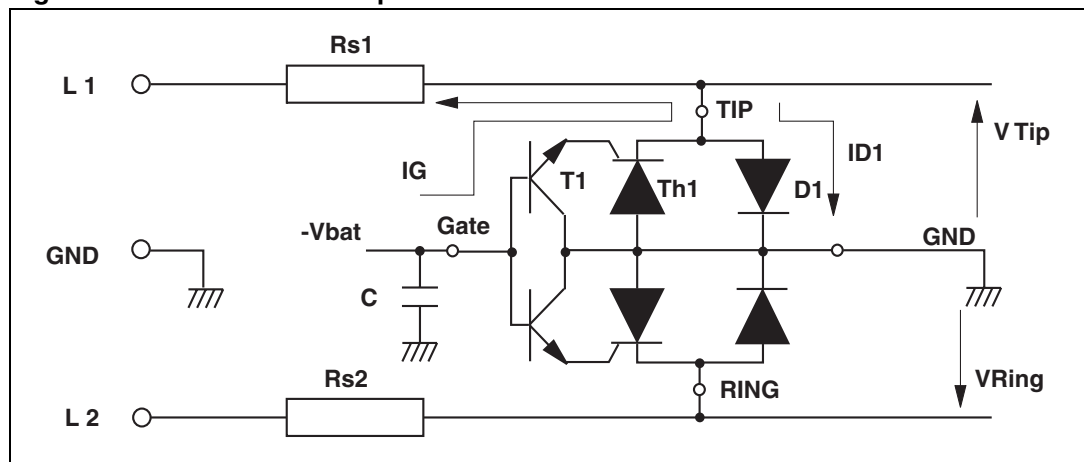 Rs1
L 1
TIP
V Tip
IG
T1
Th1
D1
ID1
-Vbat
Gate
GND
GND
C
Rs2
RING
VRing
L 2